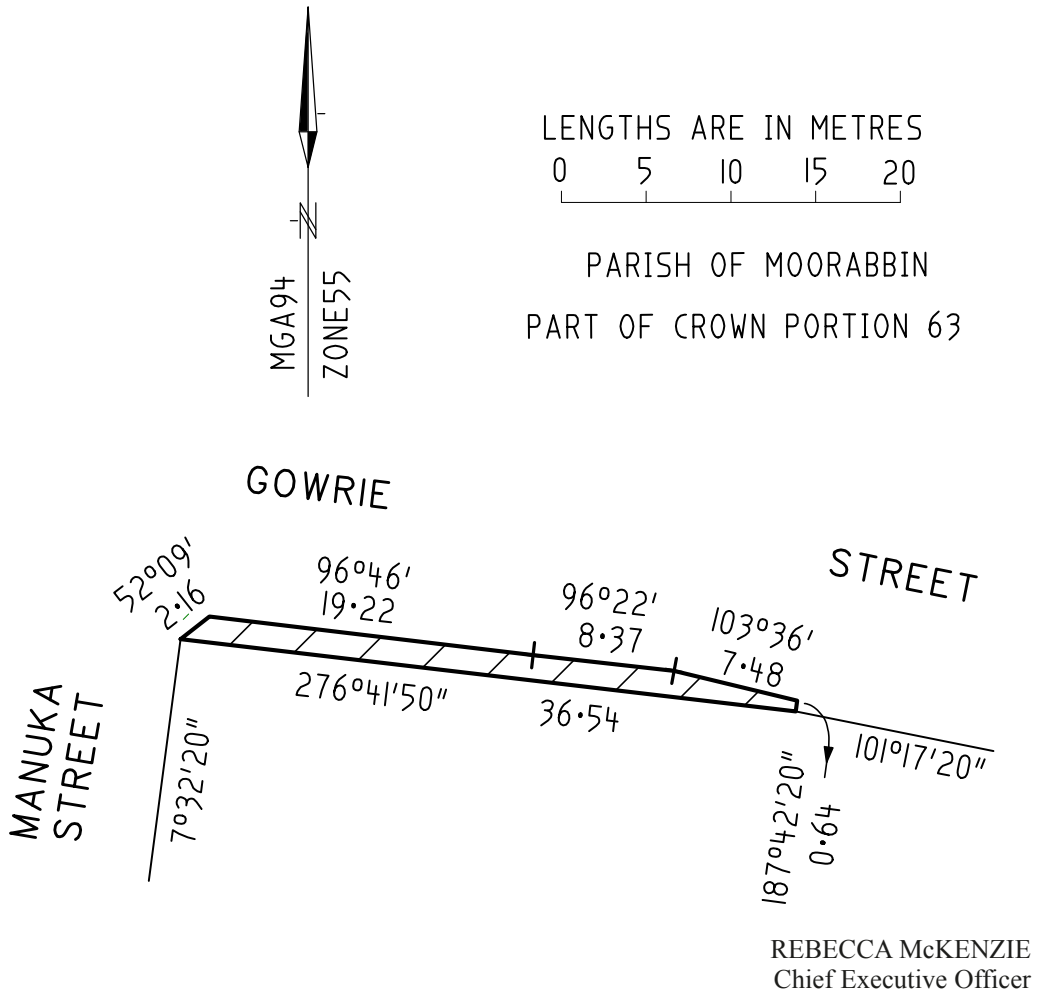 LENGTHS ARE IN METRES
0 5 10 15 20
PARISH OF MOORABBIN
PART OF CROWN PORTION 63
N
MGA94
ZONE55
GOWRIE
STREET
52°09'
2·16
96°46'
19·22
96°22'
8·37
103°36'
7·48
276°41'50"
36·54
101°17'20"
MANUKA
STREET
7°32'20"
187°42'20"
0·64
REBECCA McKENZIE
Chief Executive Officer